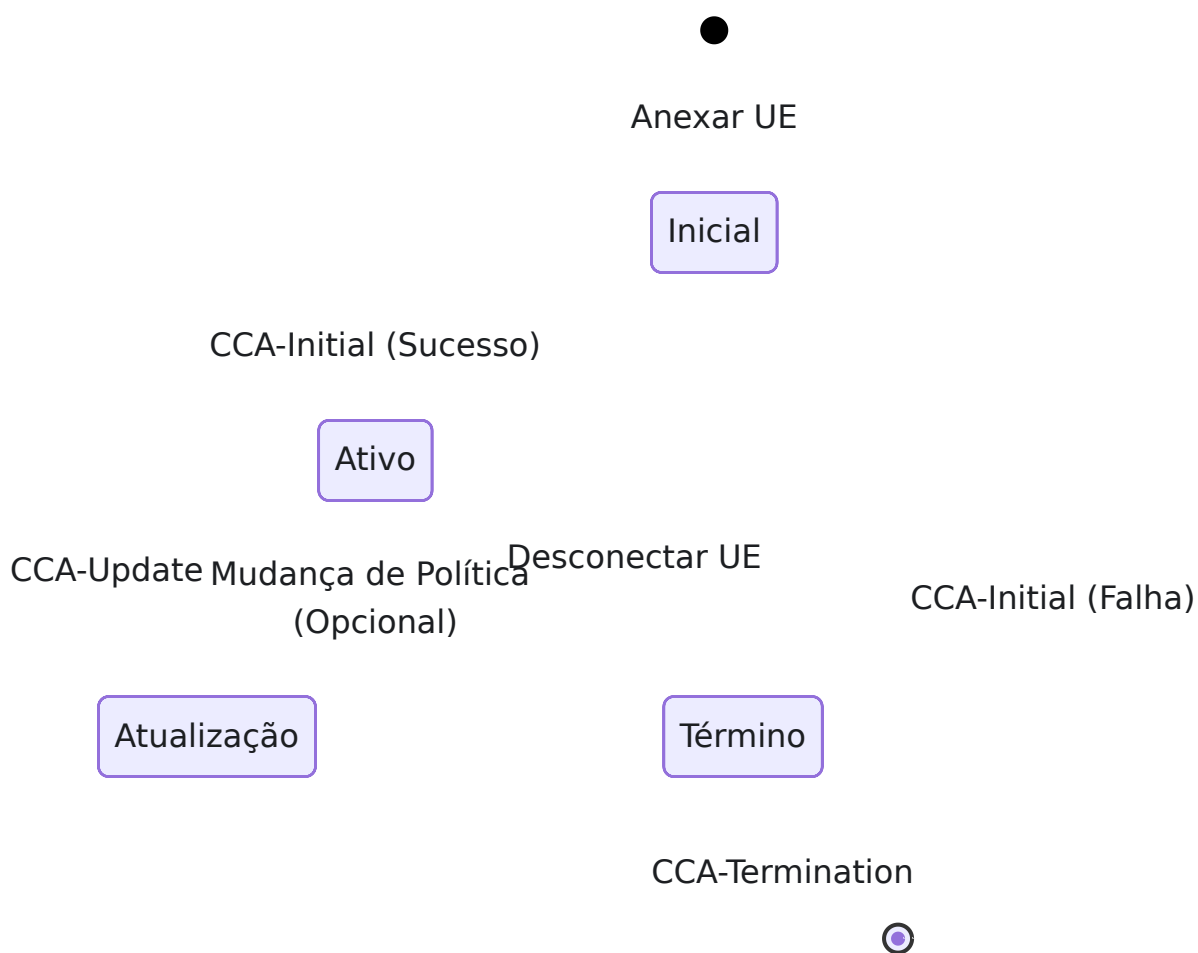 Anexar UE
Inicial
CCA-Initial (Sucesso)
Ativo
CCA-Update
Mudança de Política
(Opcional)
Desconectar UE
CCA-Initial (Falha)
Atualização
Término
CCA-Termination